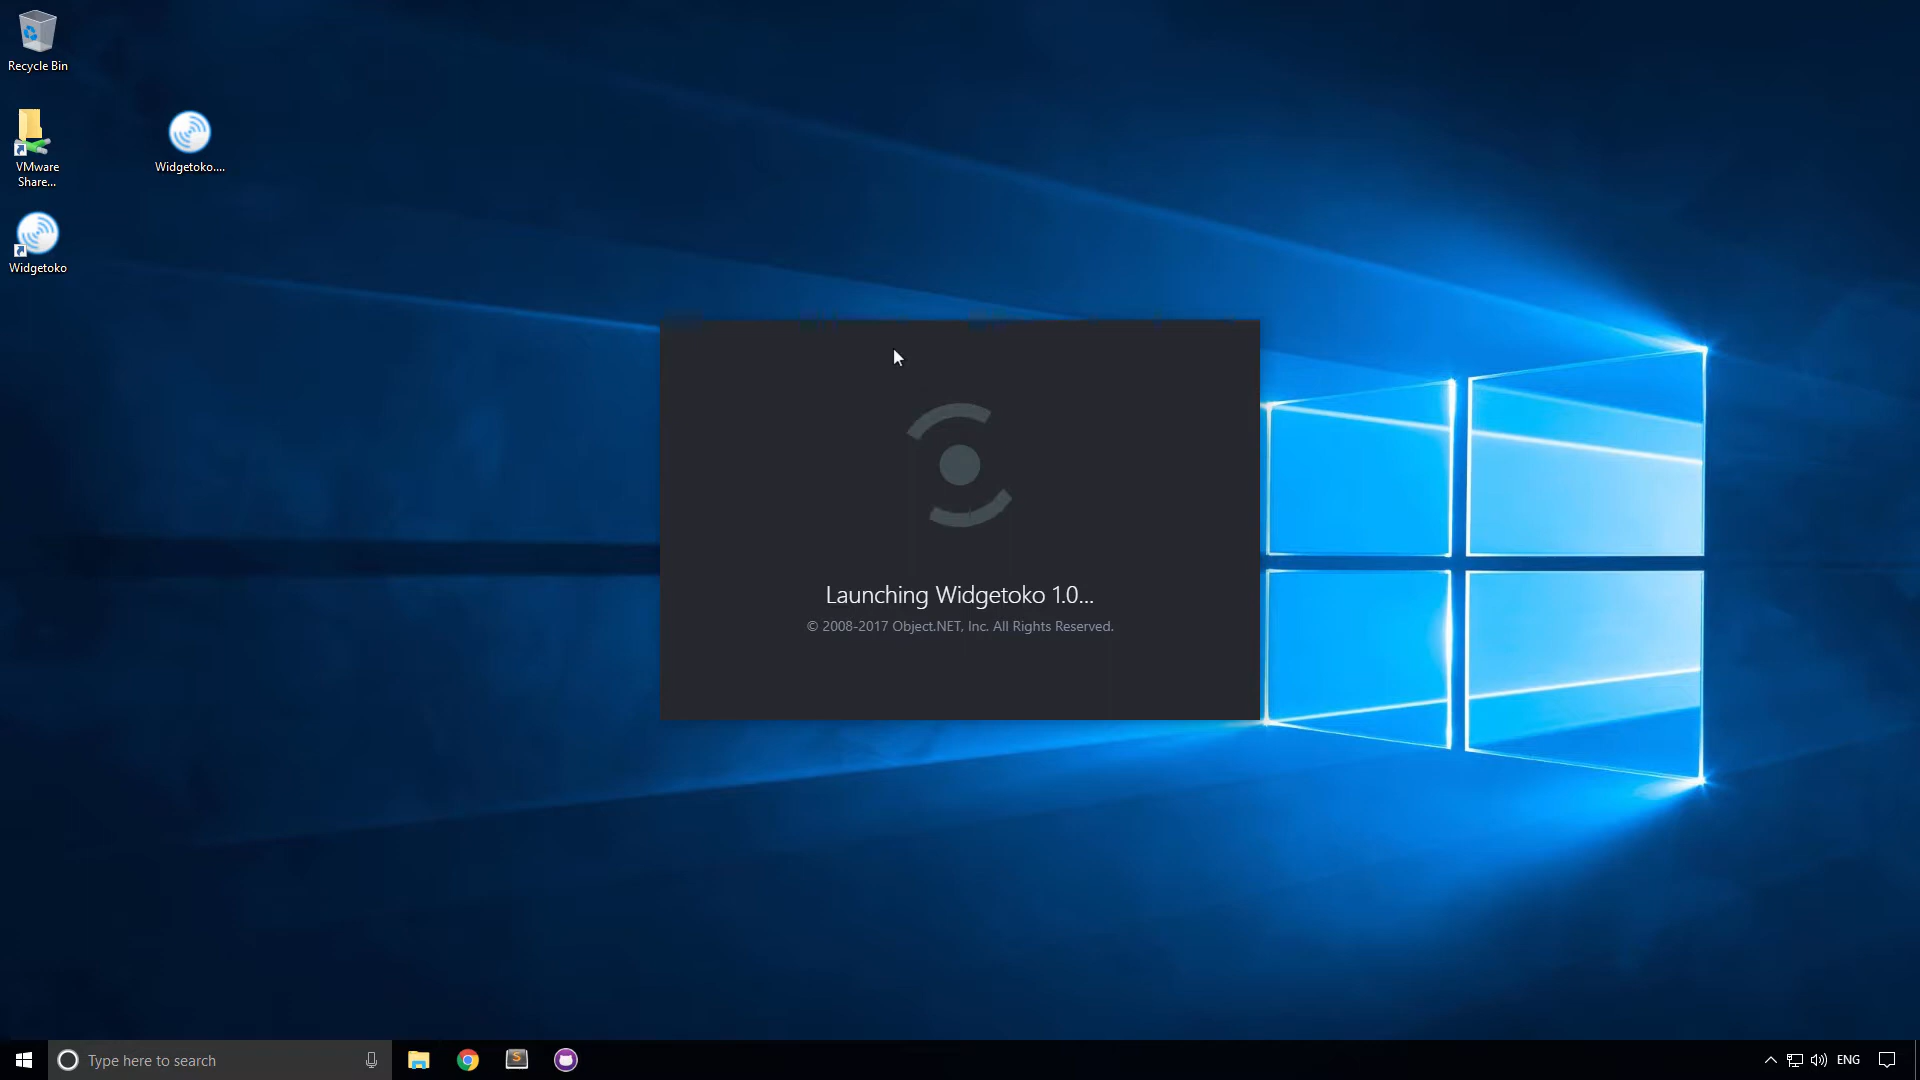 Recycle Bin
VMware
Share...
Widgetoko....
Widgetoko
Launching Widgetoko 1.0...
© 2008-2017 Object.NET, Inc. All Rights Reserved.
Type here to search
S
ENG